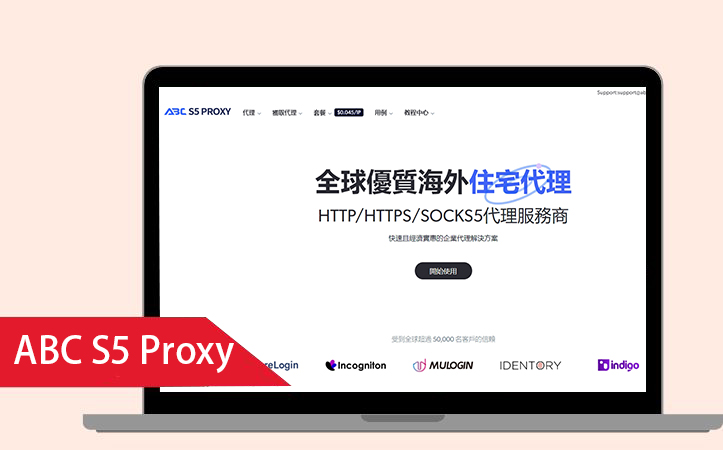 Support:support@ab
ABC S5 PROXY 代理 獲取代理 套餐 $0.045/IP 用例 教程中心
全球優質海外住宅代理
HTTP/HTTPS/SOCKS5代理服務商
快速且經濟實惠的企業代理解決方案
開始使用
受到全球超過 50,000 名客戶的信賴
ABC S5 Proxy
reLogin Incogniton MULOGIN IDENTORY indigo